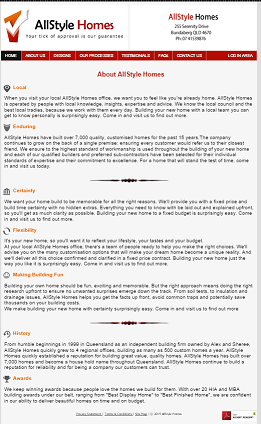 AllStyle Homes
Your tick of approval is our guarantee
AllStyle Homes
255 Serenity Drive
Bundaberg QLD 4670
HOME ABOUT US DESIGNS OUR PROCESSES TESTIMONIALS FAQs CONTACT US LOG IN AREA
About AllStyle Homes
Local
When you visit your local AllStyle Homes office, we want you to feel like you're already home. AllStyle Homes
is operated by people with local knowledge, insights, expertise and advice. We know the local council and the
best local trades, because we work with them every day. Building your new home with a local team you can
get to know personally is surprisingly easy. Come in and visit us to find out more.
Enduring
AllStyle Homes have built over 7,000 quality, customised homes for the past 15 years. The company
continues to grow on the back of a single premise: ensuring every customer would refer us to their closest
friend. We ensure the highest standard of workmanship is used throughout the building of your new home
and each of our qualified builders and preferred sub-contractors have been selected for their individual
standards of expertise and their commitment to excellence. For a home that will stand the test of time, come
in and visit us today.
Certainty
We want your home build to be memorable for all the right reasons. We'll provide you with a fixed price and
build time certainty with no hidden extras. Everything you need to know will be laid out and explained upfront,
so you'll get as much clarity as possible. Building your new home to a fixed budget is surprisingly easy. Come
in and visit us to find out more.
Flexibility
It's your new home, so you'll want it to reflect your lifestyle, your tastes and your budget.
At your local AllStyle Homes office, there's a team of people ready to help you make the right choices. We'll
advise you on the many customisation options that will make your dream home become a unique reality. And
we'll deliver all this choice confirmed and clarified in a fixed price contract. Building your new home just the
way you like it is surprisingly easy. Come in and visit us to find out more.
Making Building Fun
Building your own home should be fun, exciting and memorable. But the right approach means doing the right
research upfront to ensure no unwanted surprises emerge down the track. From soil tests, to insulation and
drainage issues, AllStyle Homes helps you get the facts up front, avoid common traps and potentially save
thousands on your building costs.
We make building your new home with certainty surprisingly easy. Come in and visit us to find out more
History
From humble beginnings in 1999 in Queensland as an independent building firm owned by Alex and Sheree,
AllStyle Homes quickly grew to 4 regional offices, building as many as 500 custom homes a year. AllStyle
Homes quickly established a reputation for building great value, quality homes. AllStyle Homes has built over
7,000 homes and become a house hold name throughout Queensland. AllStyle Homes continue to build a
reputation for reliability and for being a company our customers can trust.
Awards
We keep winning awards because people love the homes we build for them. With over 20 HIA and MBA
building awards under our belt, ranging from "Best Display Home" to "Best Finished Home", we are confident
in our ability to deliver beautiful homes on time and on budget.